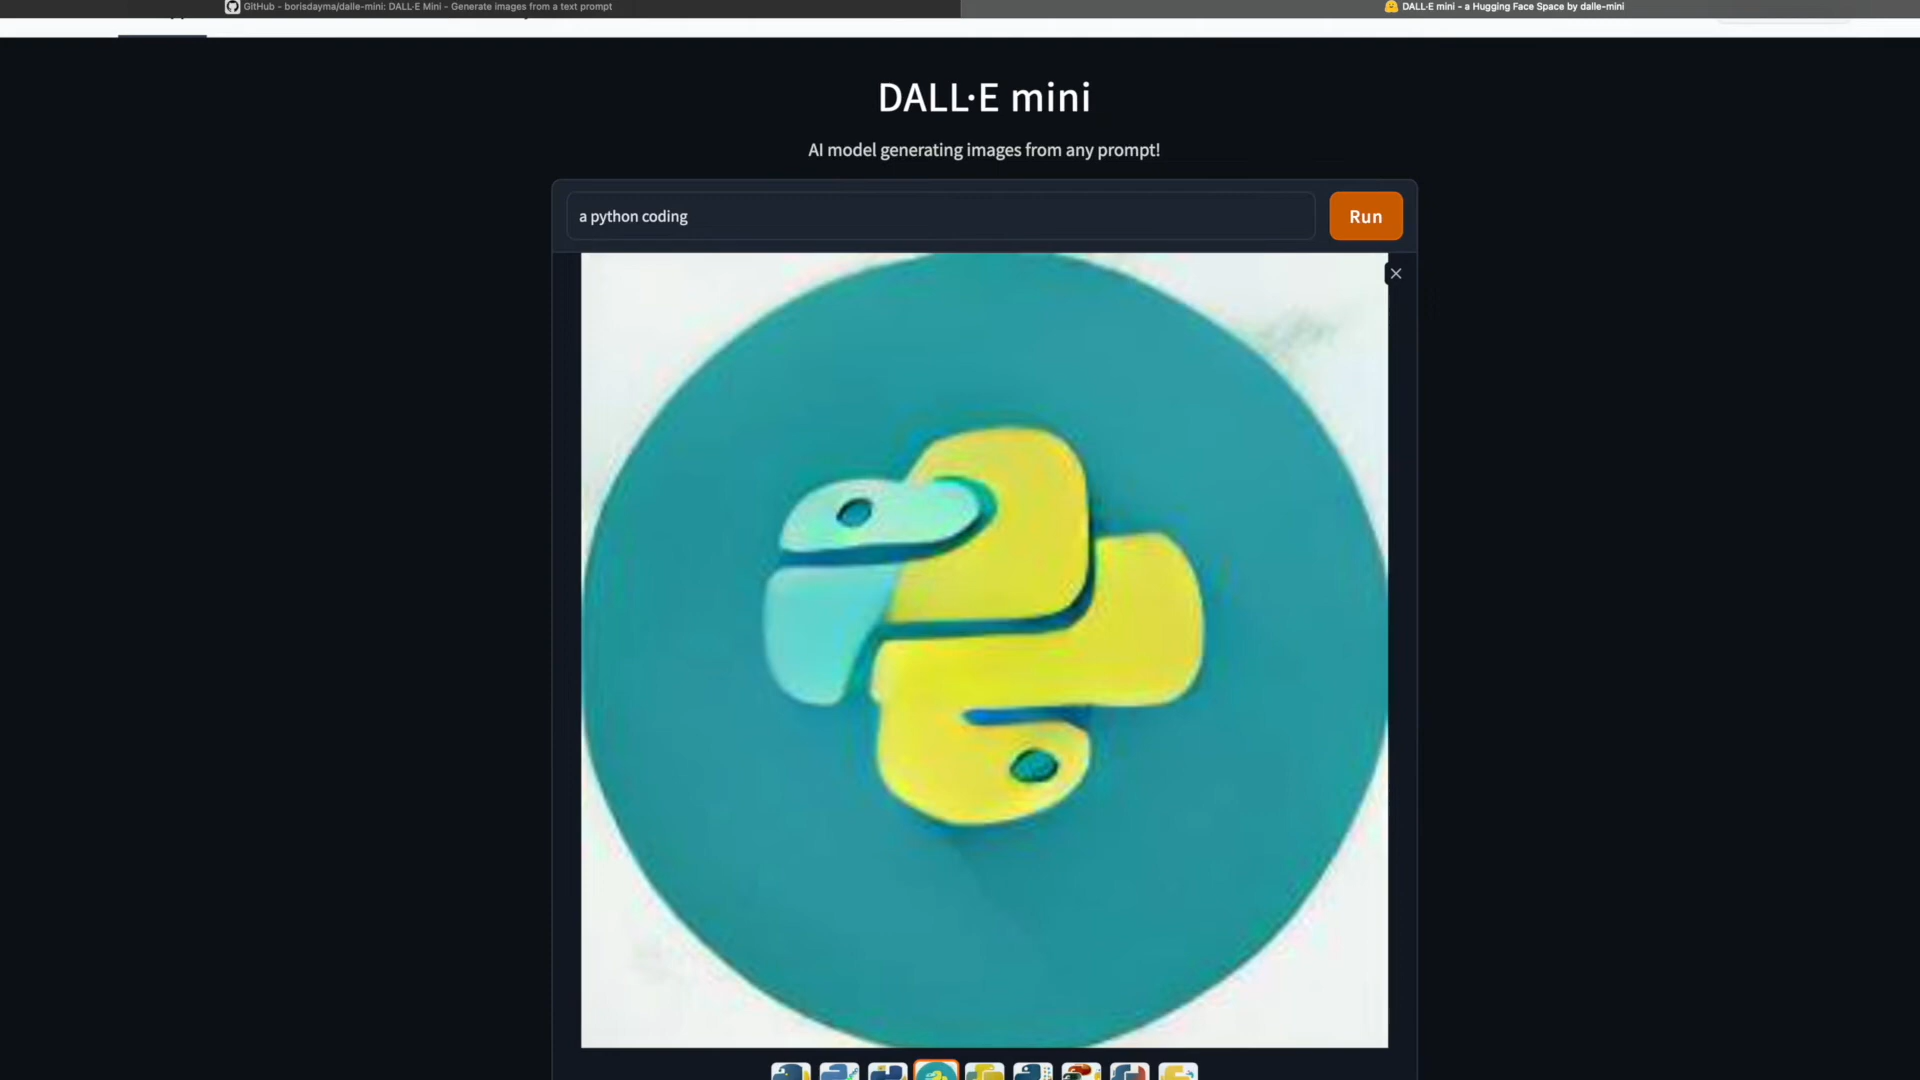 GitHub - borisdayma/dalle-mini: DALL·E Mini - Generate images from a text prompt
DALL·E mini - a Hugging Face Space by dalle-mini
DALL·E mini
AI model generating images from any prompt!
a python coding
Run